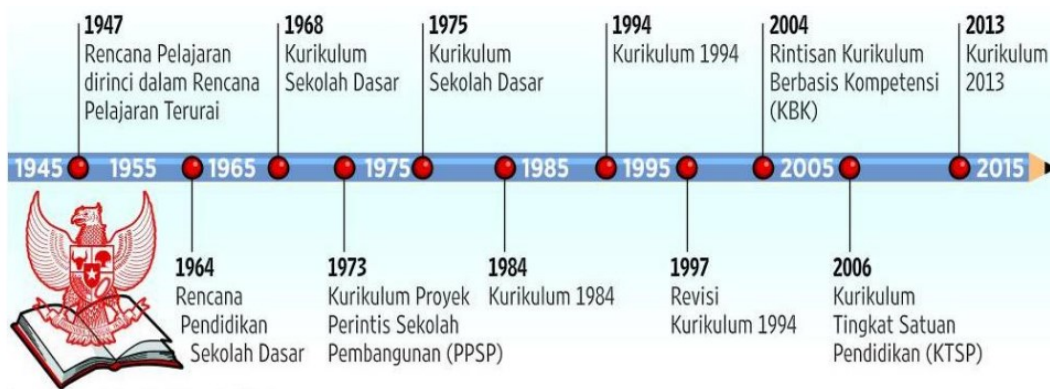 1947
Rencana Pelajaran
dirinci dalam Rencana
Pelajaran Terurai
1968
Kurikulum
Sekolah Dasar
1975
Kurikulum
Sekolah Dasar
1994
Kurikulum 1994
2004
Rintisan Kurikulum
Berbasis Kompetensi
(KBK)
2013
Kurikulum
2013
1945 1955 1965 1975 1985 1995 2005 2015
1964
Rencana
Pendidikan
Sekolah Dasar
1973
Kurikulum Proyek
Perintis Sekolah
Pembangunan (PPSP)
1984
Kurikulum 1984
1997
Revisi
Kurikulum 1994
2006
Kurikulum
Tingkat Satuan
Pendidikan (KTSP)